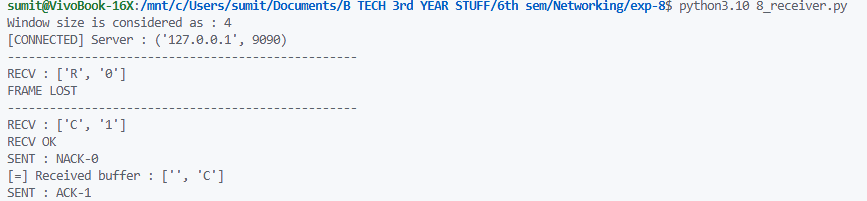 sumit@VivoBook-16X:/mnt/c/Users/sumit/Documents/B TECH 3rd YEAR STUFF/6th sem/Networking/exp-8$ python3.10 8_receiver.py
Window size is considered as : 4
[CONNECTED] Server : ('127.0.0.1', 9090)
--------------------------------------------------
RECV : ['R', '0']
FRAME LOST
--------------------------------------------------
RECV : ['C', '1']
RECV OK
SENT : NACK-0
[=] Received buffer : ['', 'C']
SENT : ACK-1